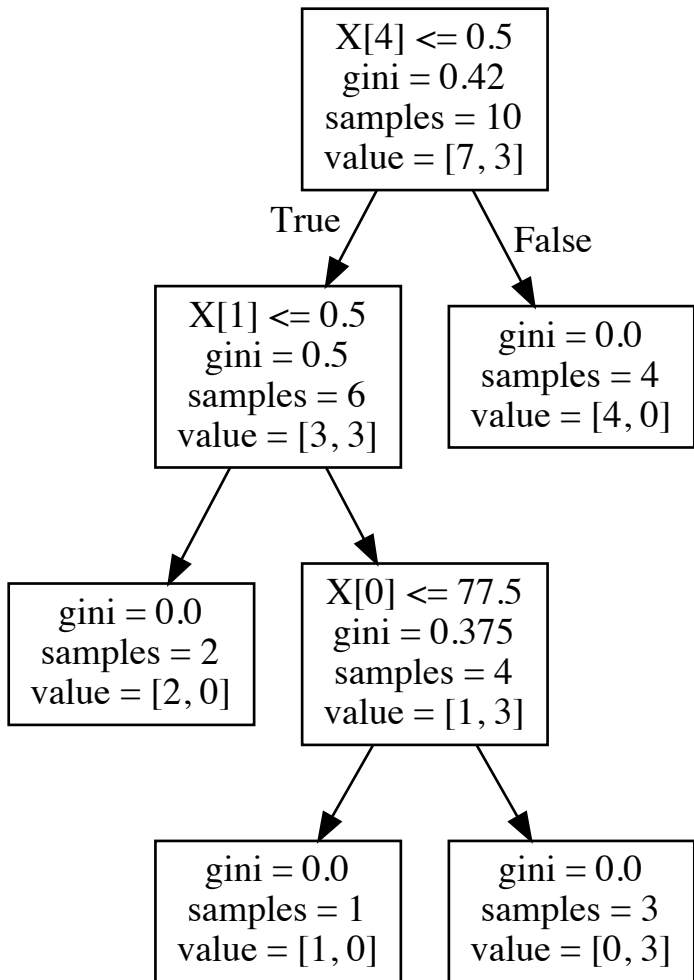 X[4] <= 0.5
gini = 0.42
samples = 10
value = [7, 3]
True
False
X[1] <= 0.5
gini = 0.5
samples = 6
value = [3, 3]
gini = 0.0
samples = 4
value = [4, 0]
gini = 0.0
samples = 2
value = [2, 0]
X[0] <= 77.5
gini = 0.375
samples = 4
value = [1, 3]
gini = 0.0
samples = 1
value = [1, 0]
gini = 0.0
samples = 3
value = [0, 3]